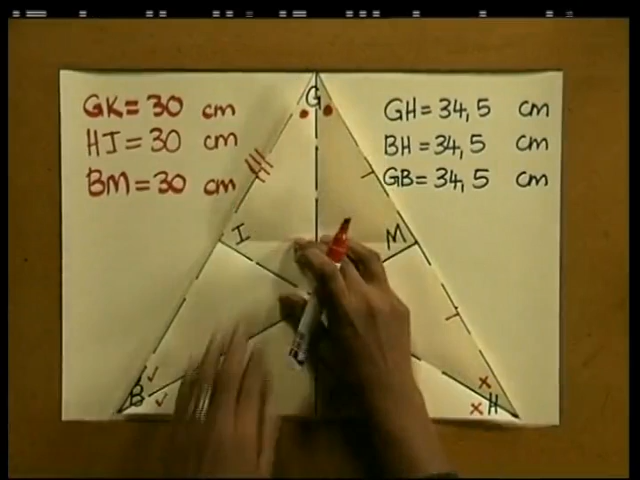 GK = 30 cm
HI = 30 cm
BM = 30 cm
GH = 34,5 cm
BH = 34,5 cm
GB = 34,5 cm
G
I
M
B
H